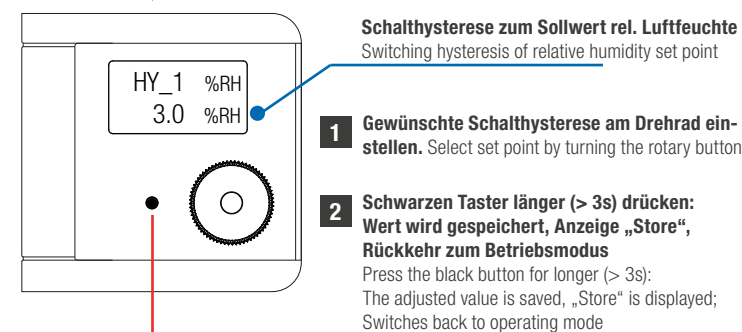 Schalthysterese zum Sollwert rel. Luftfeuchte
Switching hysteresis of relative humidity set point
HY_1 %RH
3.0 %RH
1 Gewünschte Schalthysterese am Drehrad ein-
stellen. Select set point by turning the rotary button
2 Schwarzen Taster länger (> 3s) drücken:
Wert wird gespeichert, Anzeige „Store“,
Rückkehr zum Betriebsmodus
Press the black button for longer (> 3s):
The adjusted value is saved, „Store“ is displayed;
Switches back to operating mode